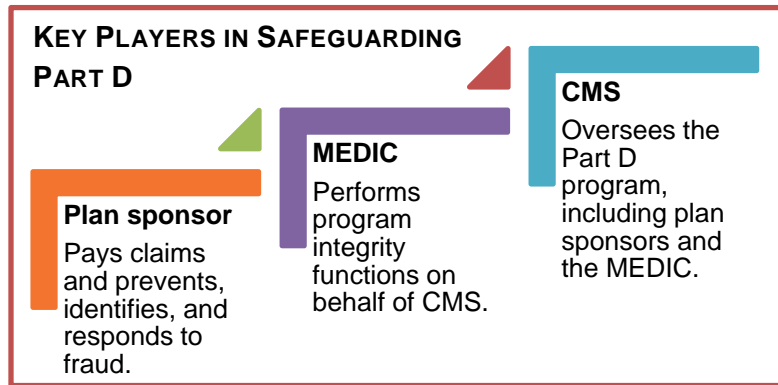 KEY PLAYERS IN SAFEGUARDING
PART D
Plan sponsor
Pays claims
and prevents,
identifies, and
responds to
fraud.
MEDIC
Performs
program
integrity
functions on
behalf of CMS.
CMS
Oversees the
Part D
program,
including plan
sponsors and
the MEDIC.